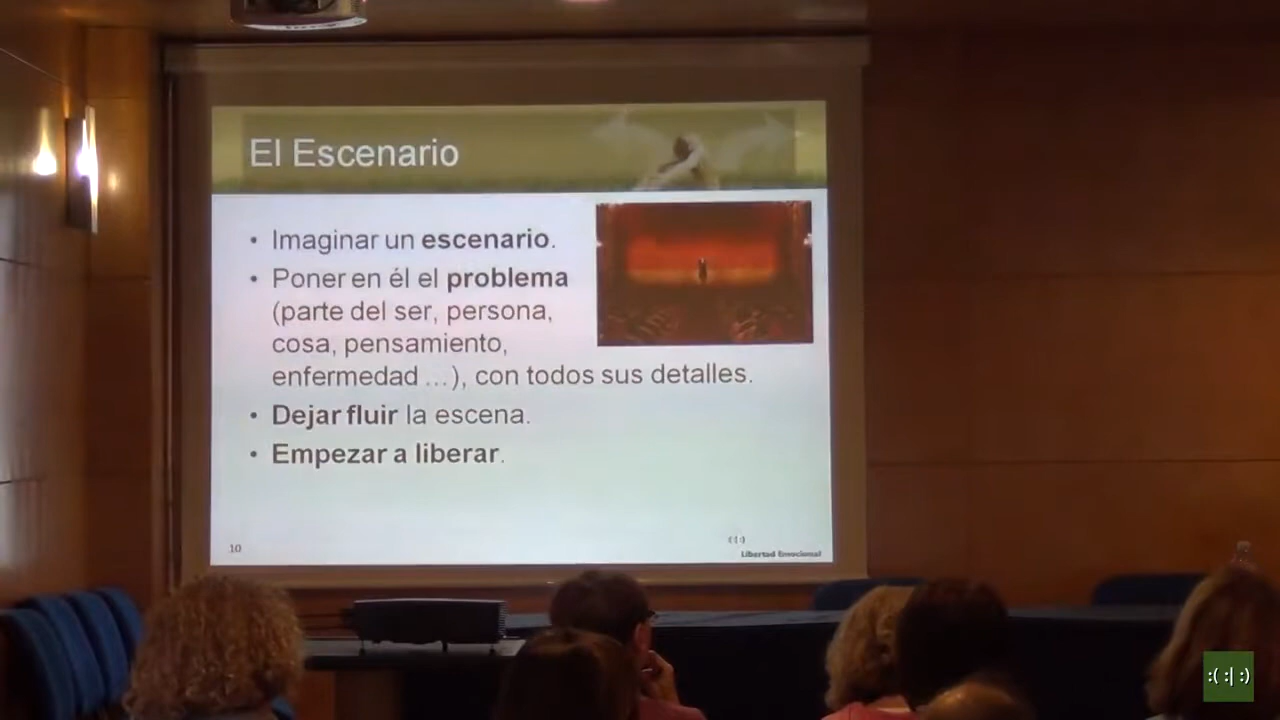 El Escenario
• Imaginar un escenario.
• Poner en él el problema
(parte del ser, persona,
cosa, pensamiento,
enfermedad ...), con todos sus detalles.
• Dejar fluir la escena.
• Empezar a liberar.
10
:(:|:)
Libertad Emocional
:( :| :)